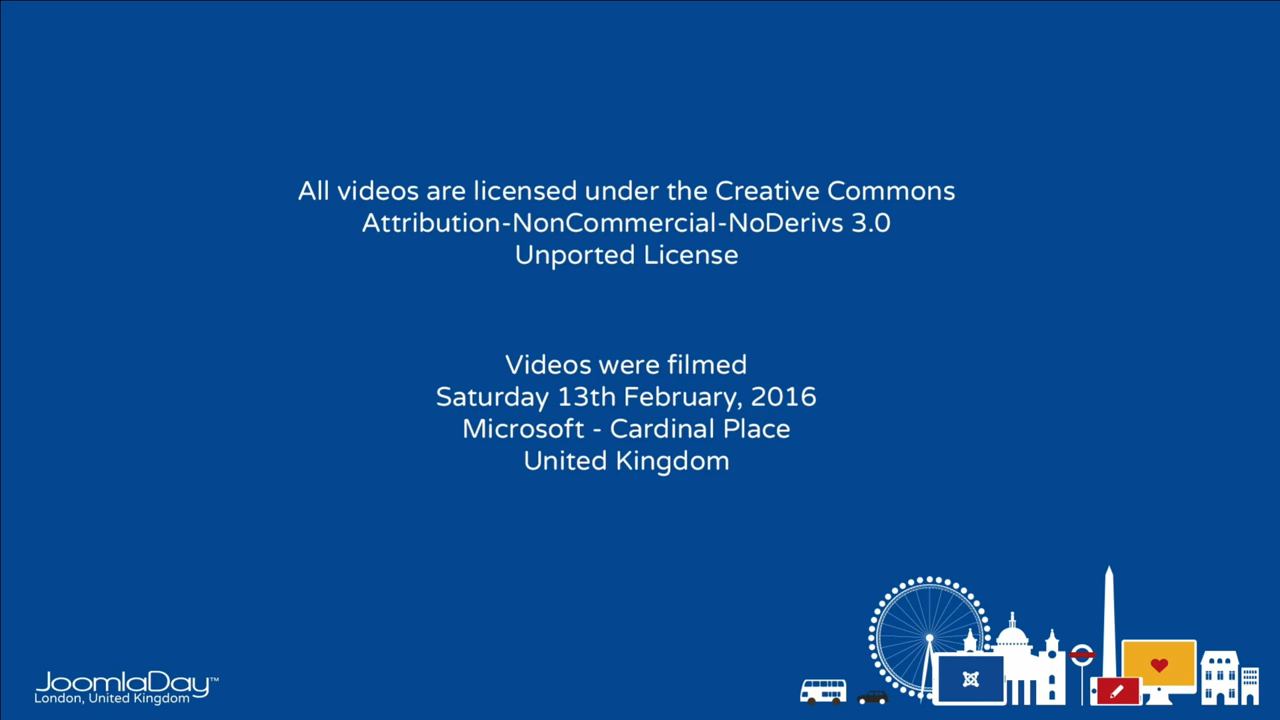 All videos are licensed under the Creative Commons
Attribution-NonCommercial-NoDerivs 3.0
Unported License
Videos were filmed
Saturday 13th February, 2016
Microsoft - Cardinal Place
United Kingdom
JoomlaDay™
London, United Kingdom